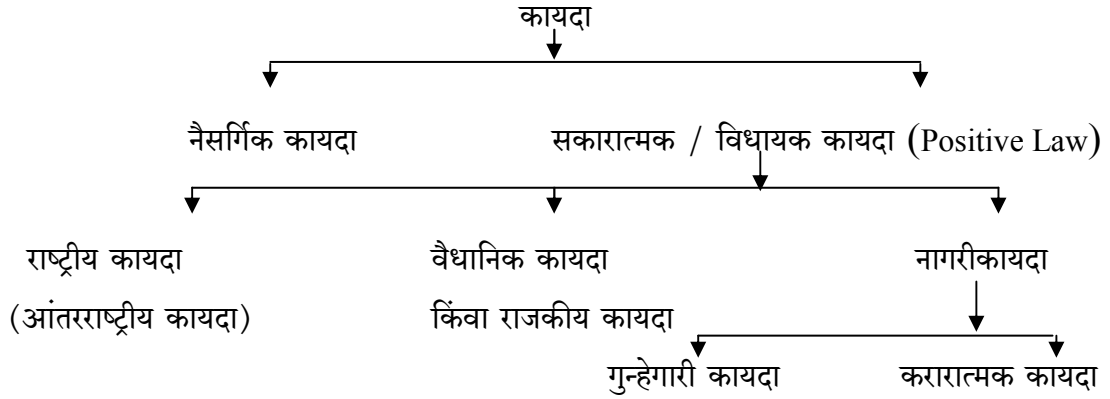 कायदा
नैसर्गिक कायदा सकारात्मक / विधायक कायदा (Positive Law)
राष्ट्रीय कायदा वैधानिक कायदा नागरीकायदा
(आंतरराष्ट्रीय कायदा) किंवा राजकीय कायदा
गुन्हेगारी कायदा करारात्मक कायदा